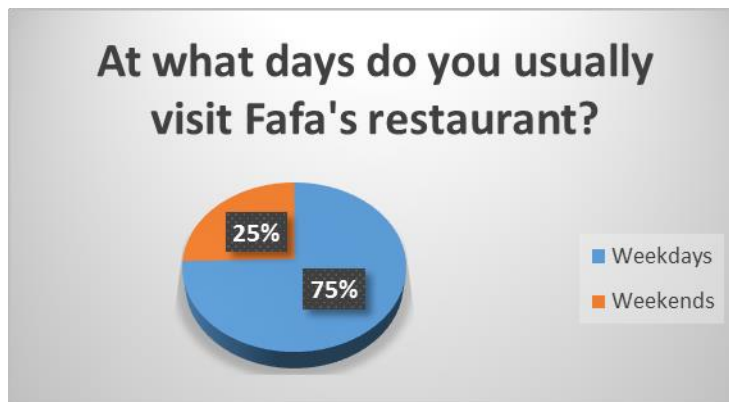 At what days do you usually
visit Fafa's restaurant?
25%
75%
Weekdays
Weekends